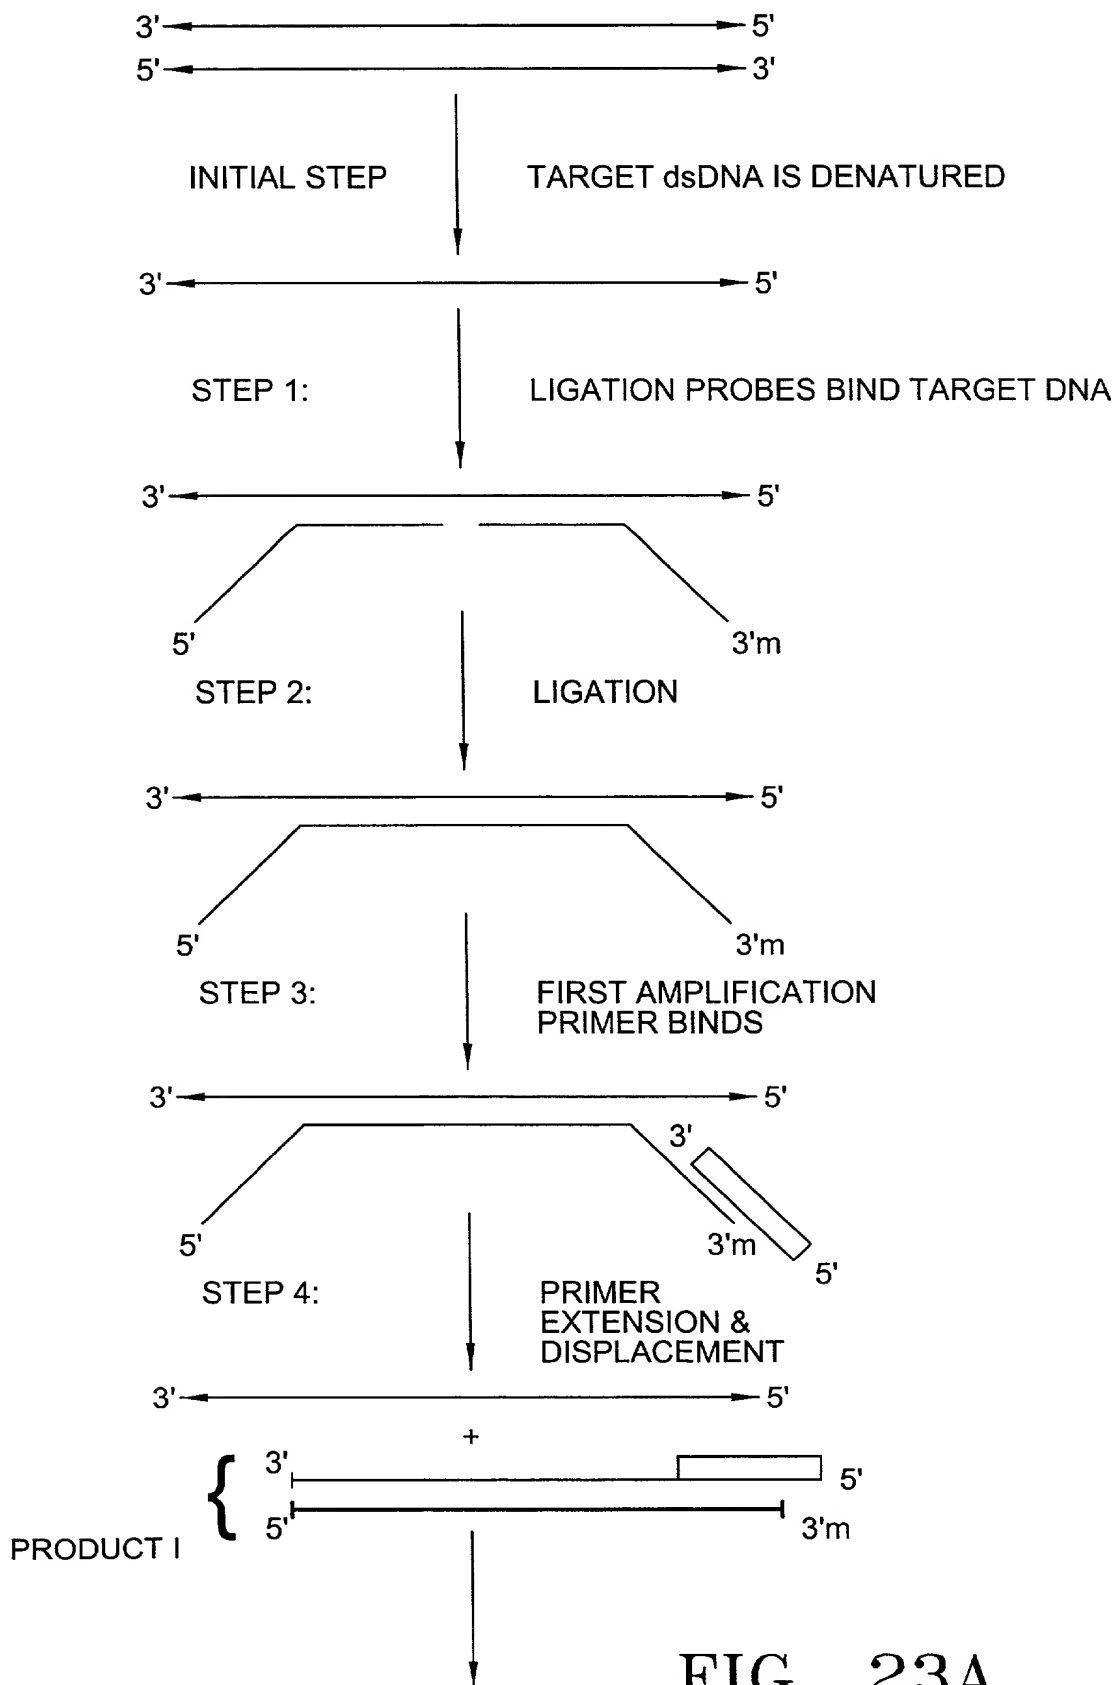 3' 5'
5' 3'
INITIAL STEP TARGET dsDNA IS DENATURED
3' 5'
STEP 1: LIGATION PROBES BIND TARGET DNA
3' 5'
5' 3'm
STEP 2: LIGATION
3' 5'
5' 3'm
STEP 3: FIRST AMPLIFICATION
PRIMER BINDS
3' 5'
3'
5' 3'm
5'
STEP 4: PRIMER
EXTENSION &
DISPLACEMENT
3' 5'
+
3' 5'
5' 3'm
PRODUCT I
FIG. 23A